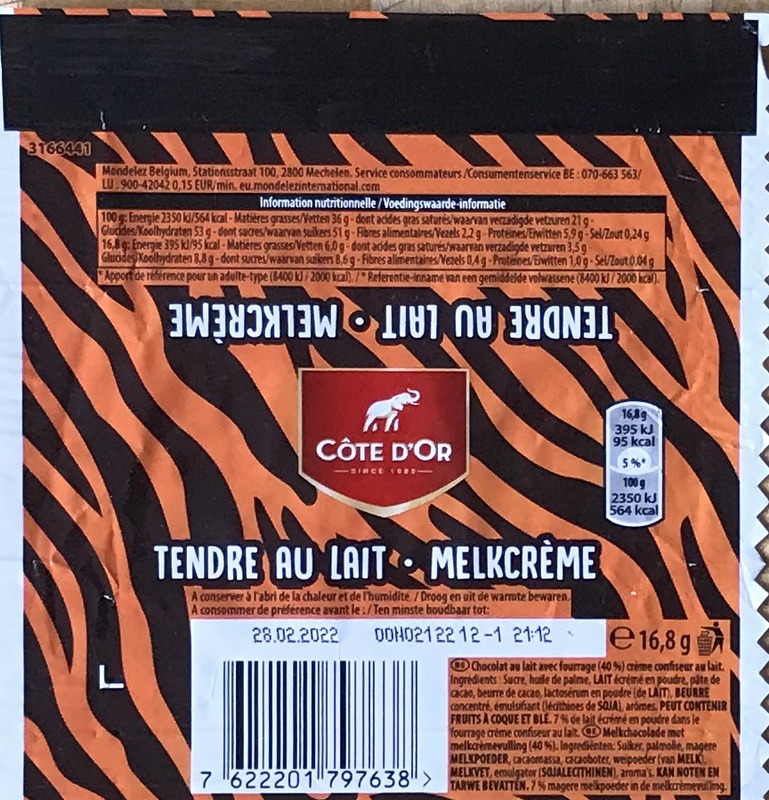 3166441
Mondelez Belgium, Stationsstraat 100, 2800 Mechelen. Service consommateurs /Consumentenservice BE : 070-663 563/
LU : 900-42042 0,15 EUR/min. eu.mondelezinternational.com
Information nutritionnelle / Voedingswaarde-informatie
100 g: Energie 2350 kJ/564 kcal - Matières grasses/Vetten 36 g - dont acides gras saturés/waarvan verzadigde vetzuren 21 g -
Glucides/Koolhydraten 53 g - dont sucres/waarvan suikers 51 g - Fibres alimentaires/Vezels 2,2 g - Protéines/Eiwitten 5,9 g - Sel/Zout 0,24 g
16,8 g: Energie 395 kJ/95 kcal - Matières grasses/Vetten 6,0 g - dont acides gras saturés/waarvan verzadigde vetzuren 3,5 g
Glucides/Koolhydraten 8,8 g - dont sucres/waarvan suikers 8,6 g - Fibres alimentaires/Vezels 0,4 g - Protéines/Eiwitten 1,0 g - Sel/Zout 0,04 g
* Apport de référence pour un adulte-type (8400 kJ / 2000 kcal). / * Referentie-inname van een gemiddelde volwassene (8400 kJ / 2000 kcal).
TENDRE AU LAIT • MELKCRÈME
CÔTE D'OR
SINCE 1883
16,8 g
395 kJ
95 kcal
5 %*
100 g
2350 kJ
564 kcal
TENDRE AU LAIT • MELKCRÈME
A conserver à l'abri de la chaleur et de l'humidité. / Droog en uit de warmte bewaren.
A consommer de préférence avant le : / Ten minste houdbaar tot:
28.02.2022 OOH02122 12-1 21:12
e 16,8 g
BE Chocolat au lait avec fourrage (40 %) crème confiseur au lait.
Ingrédients : Sucre, huile de palme, LAIT écrémé en poudre, pâte de
cacao, beurre de cacao, lactosérum en poudre (de LAIT), BEURRE
concentré, émulsifiant (lécithines de SOJA), arômes. PEUT CONTENIR
FRUITS À COQUE ET BLÉ. 7 % de lait écrémé en poudre dans le
fourrage crème confiseur au lait. BE Melkchocolade met
melkcrèmevulling (40 %). Ingrediënten: Suiker, palmolie, magere
MELKPOEDER, cacaomassa, cacaoboter, weipoeder (van MELK),
MELKVET, emulgator (SOJALECITHINEN), aroma's. KAN NOTEN EN
TARWE BEVATTEN. 7 % magere melkpoeder in de melkcrèmevulling.
7 622201 797638 >